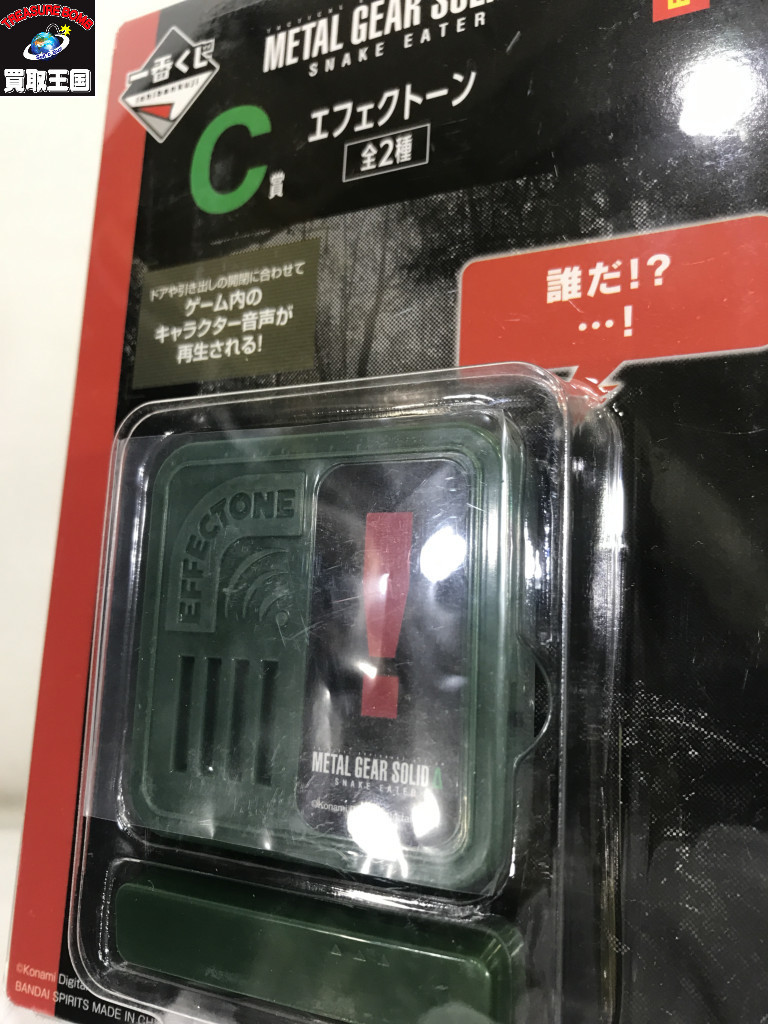 TREASURE BOMB
買取王国
一番くじ
METAL GEAR SOLID
SNAKE EATER
C賞
エフェクトーン
全2種
ドアや引き出しの開閉に合わせて
ゲーム内の
キャラクター音声が
再生される!
誰だ!?
…!
EFFECTONE
!
METAL GEAR SOLID Δ
SNAKE EATER
©Konami Digital
©Konami Digital
BANDAI SPIRITS MADE IN